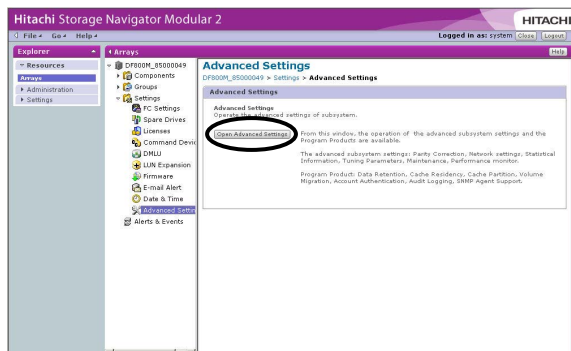 Hitachi Storage Navigator Modular 2
HITACHI
File Go Help
Logged in as: system Close Logout
Explorer
Arrays
Help
Resources
Arrays
Administration
Settings
DF800M_85000049
Components
Groups
Settings
FC Settings
Spare Drives
Licenses
Command Devic
DMLU
LUN Expansion
Firmware
E-mail Alert
Date & Time
Advanced Settin
Alerts & Events
Advanced Settings
DF800M_85000049 > Settings > Advanced Settings
Advanced Settings
Advanced Settings
Operate the advanced settings of subsystem.
Open Advanced Settings
From this window, the operation of the advanced subsystem settings and the
Program Products are available.
The advanced subsystem settings: Parity Correction, Network settings, Statistical
Information, Tuning Parameters, Maintenance, Performance monitor.
Program Product: Data Retention, Cache Residency, Cache Partition, Volume
Migration, Account Authentication, Audit Logging, SNMP Agent Support.